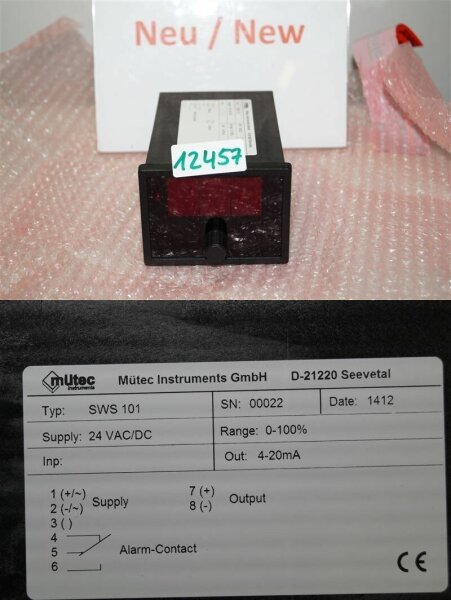 Neu / New
12457
mütec
instruments
Mütec Instruments GmbH D-21220 Seevetal
Typ: SWS 101 SN: 00022 Date: 1412
Supply: 24 VAC/DC Range: 0-100%
Inp: Out: 4-20mA
1 (+/~) Supply 7 (+) Output
2 (-/~) 8 (-)
3 ( )
4
5 Alarm-Contact
6
CE